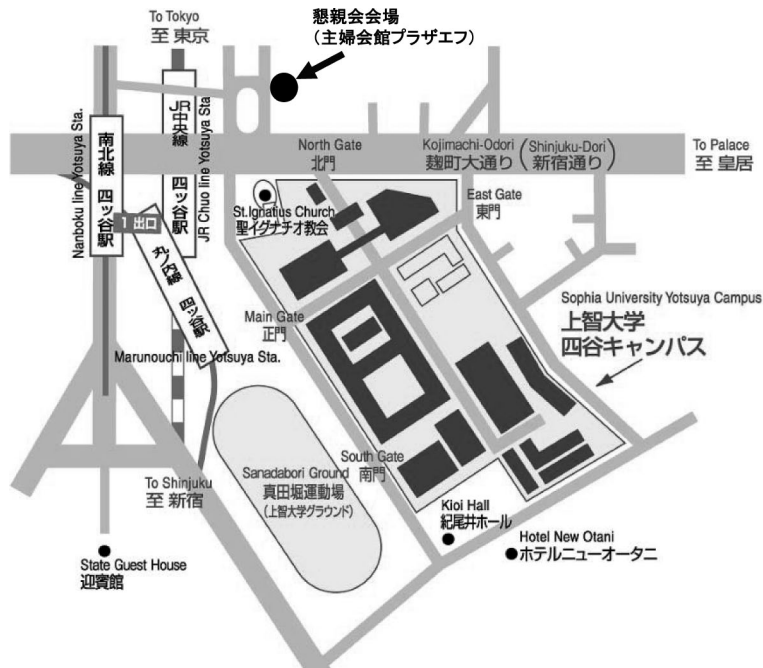 懇親会会場
（主婦会館プラザエフ）
To Tokyo
至 東京
Nanboku line Yotsuya Sta.
南北線 四ッ谷駅
JR中央線 四ッ谷駅
JR Chuo line Yotsuya Sta
1 出口
丸ノ内線 四ッ谷駅
Marunouchi line Yotsuya Sta.
North Gate
北門
Kojimachi-Odori (Shinjuku-Dori)
麹町大通り（新宿通り）
To Palace
至 皇居
East Gate
東門
St.Ignatius Church
聖イグナチオ教会
Main Gate
正門
Sophia University Yotsuya Campus
上智大学
四谷キャンパス
South Gate
南門
Sanadabori Ground
真田堀運動場
（上智大学グラウンド）
To Shinjuku
至 新宿
Kioi Hall
紀尾井ホール
Hotel New Otani
ホテルニューオータニ
State Guest House
迎賓館